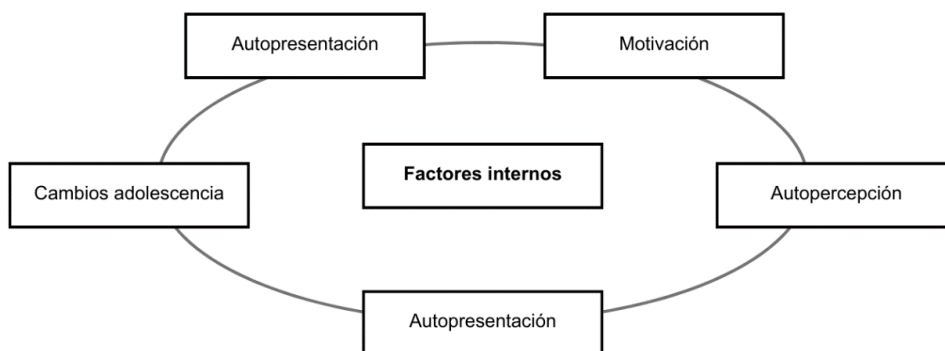 Autopresentación
Motivación
Factores internos
Cambios adolescencia
Autopercepción
Autopresentación